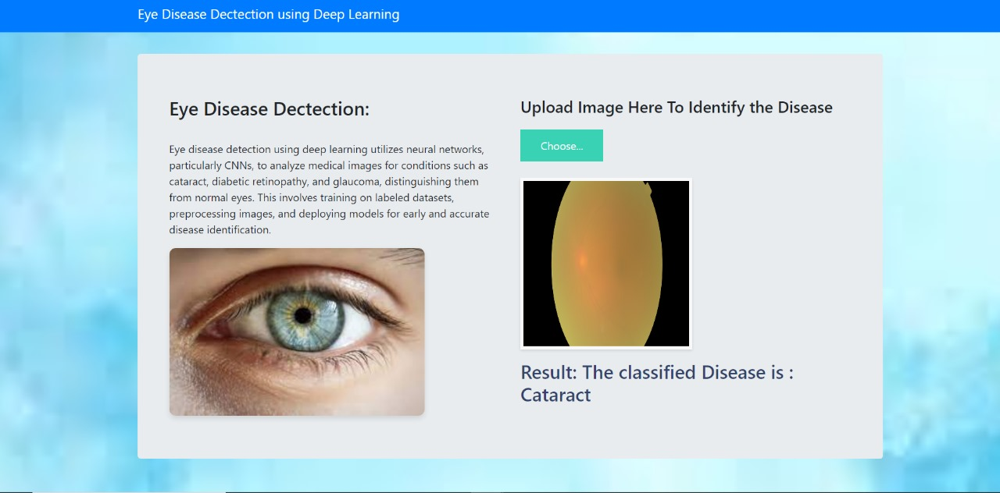 Eye Disease Dectection using Deep Learning
Eye Disease Dectection:
Eye disease detection using deep learning utilizes neural networks,
particularly CNNs, to analyze medical images for conditions such as
cataract, diabetic retinopathy, and glaucoma, distinguishing them
from normal eyes. This involves training on labeled datasets,
preprocessing images, and deploying models for early and accurate
disease identification.
Upload Image Here To Identify the Disease
Choose...
Result: The classified Disease is :
Cataract